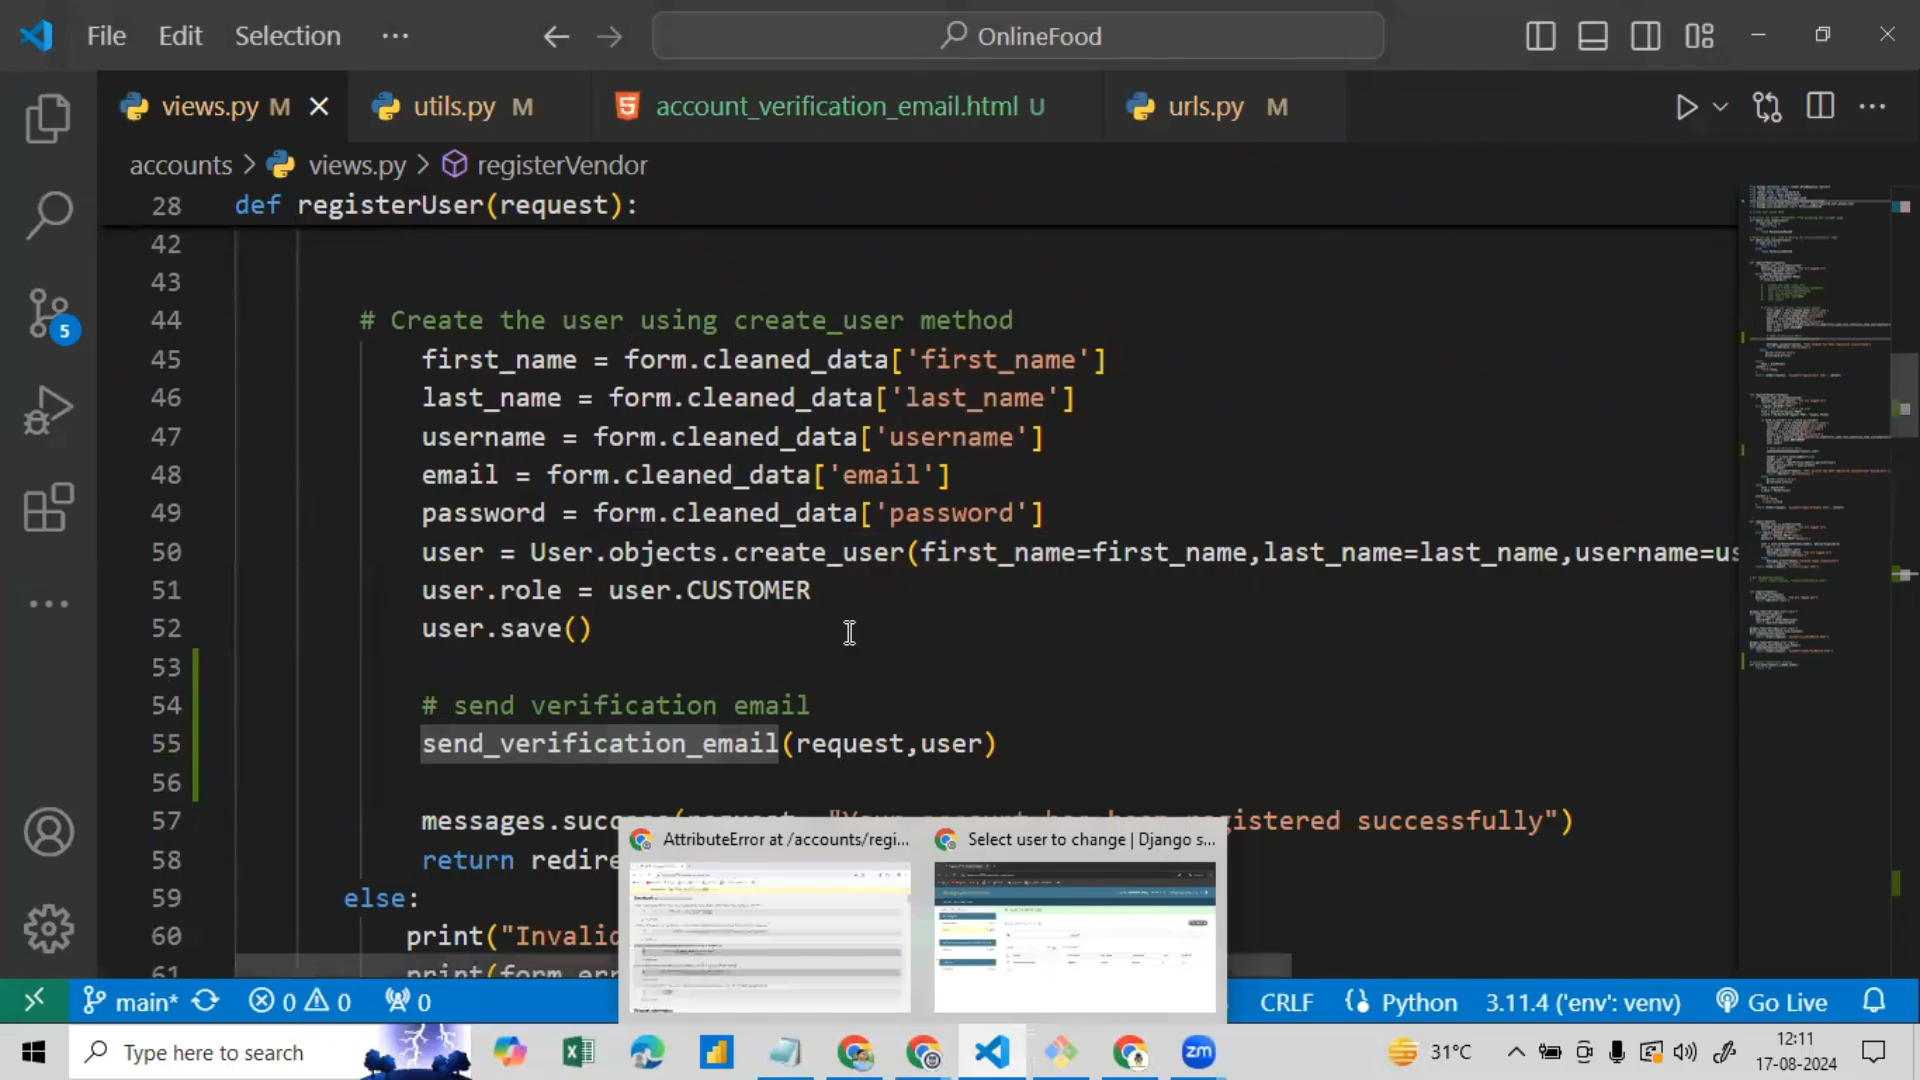 File Edit Selection ··· OnlineFood
views.py M utils.py M account_verification_email.html U urls.py M
accounts > views.py > registerVendor
28 def registerUser(request):
42
43
44 # Create the user using create_user method
45 first_name = form.cleaned_data['first_name']
46 last_name = form.cleaned_data['last_name']
47 username = form.cleaned_data['username']
48 email = form.cleaned_data['email']
49 password = form.cleaned_data['password']
50 user = User.objects.create_user(first_name=first_name,last_name=last_name,username=us
51 user.role = user.CUSTOMER
52 user.save()
53
54 # send verification email
55 send_verification_email(request,user)
56
57 messages.succ gistered successfully")
58 return redire
59 else:
60 print("Invalid
61
AttributeError at /accounts/regi... Select user to change | Django s...
5
main* 0 0 0 CRLF Python 3.11.4 ('env': venv) Go Live
Type here to search zm 31°C 12:11
17-08-2024